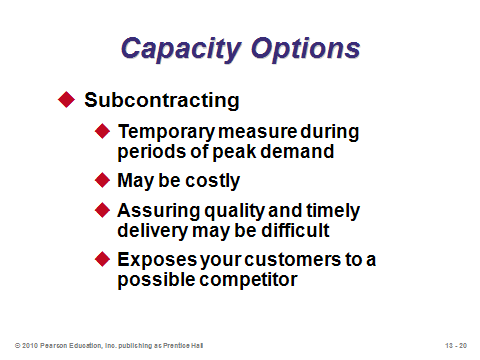 Capacity Options
Subcontracting
Temporary measure during
periods of peak demand
May be costly
Assuring quality and timely
delivery may be difficult
Exposes your customers to a
possible competitor
© 2010 Pearson Education, Inc. publishing as Prentice Hall
13 - 20